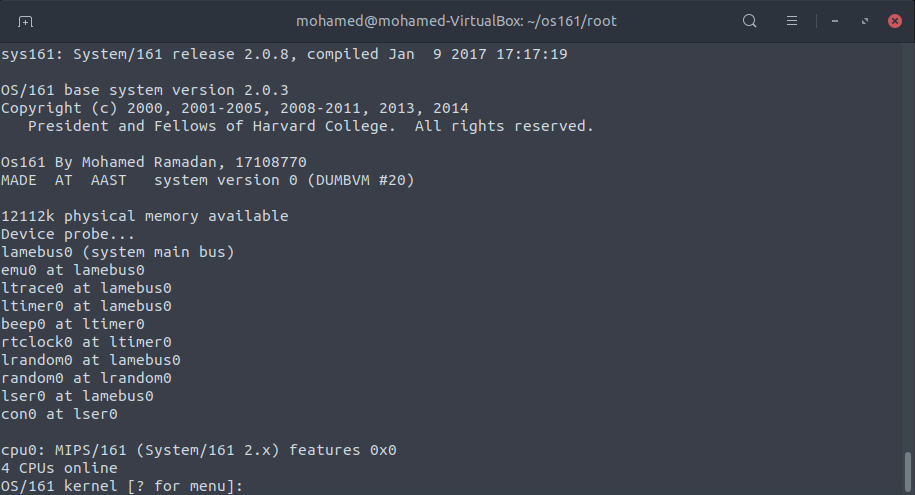 mohamed@mohamed-VirtualBox: ~/os161/root
sys161: System/161 release 2.0.8, compiled Jan  9 2017 17:17:19
OS/161 base system version 2.0.3
Copyright (c) 2000, 2001-2005, 2008-2011, 2013, 2014
   President and Fellows of Harvard College.  All rights reserved.
Os161 By Mohamed Ramadan, 17108770
MADE  AT  AAST   system version 0 (DUMBVM #20)
12112k physical memory available
Device probe...
lamebus0 (system main bus)
emu0 at lamebus0
ltrace0 at lamebus0
ltimer0 at lamebus0
beep0 at ltimer0
rtclock0 at ltimer0
lrandom0 at lamebus0
random0 at lrandom0
lser0 at lamebus0
con0 at lser0
cpu0: MIPS/161 (System/161 2.x) features 0x0
4 CPUs online
OS/161 kernel [? for menu]: